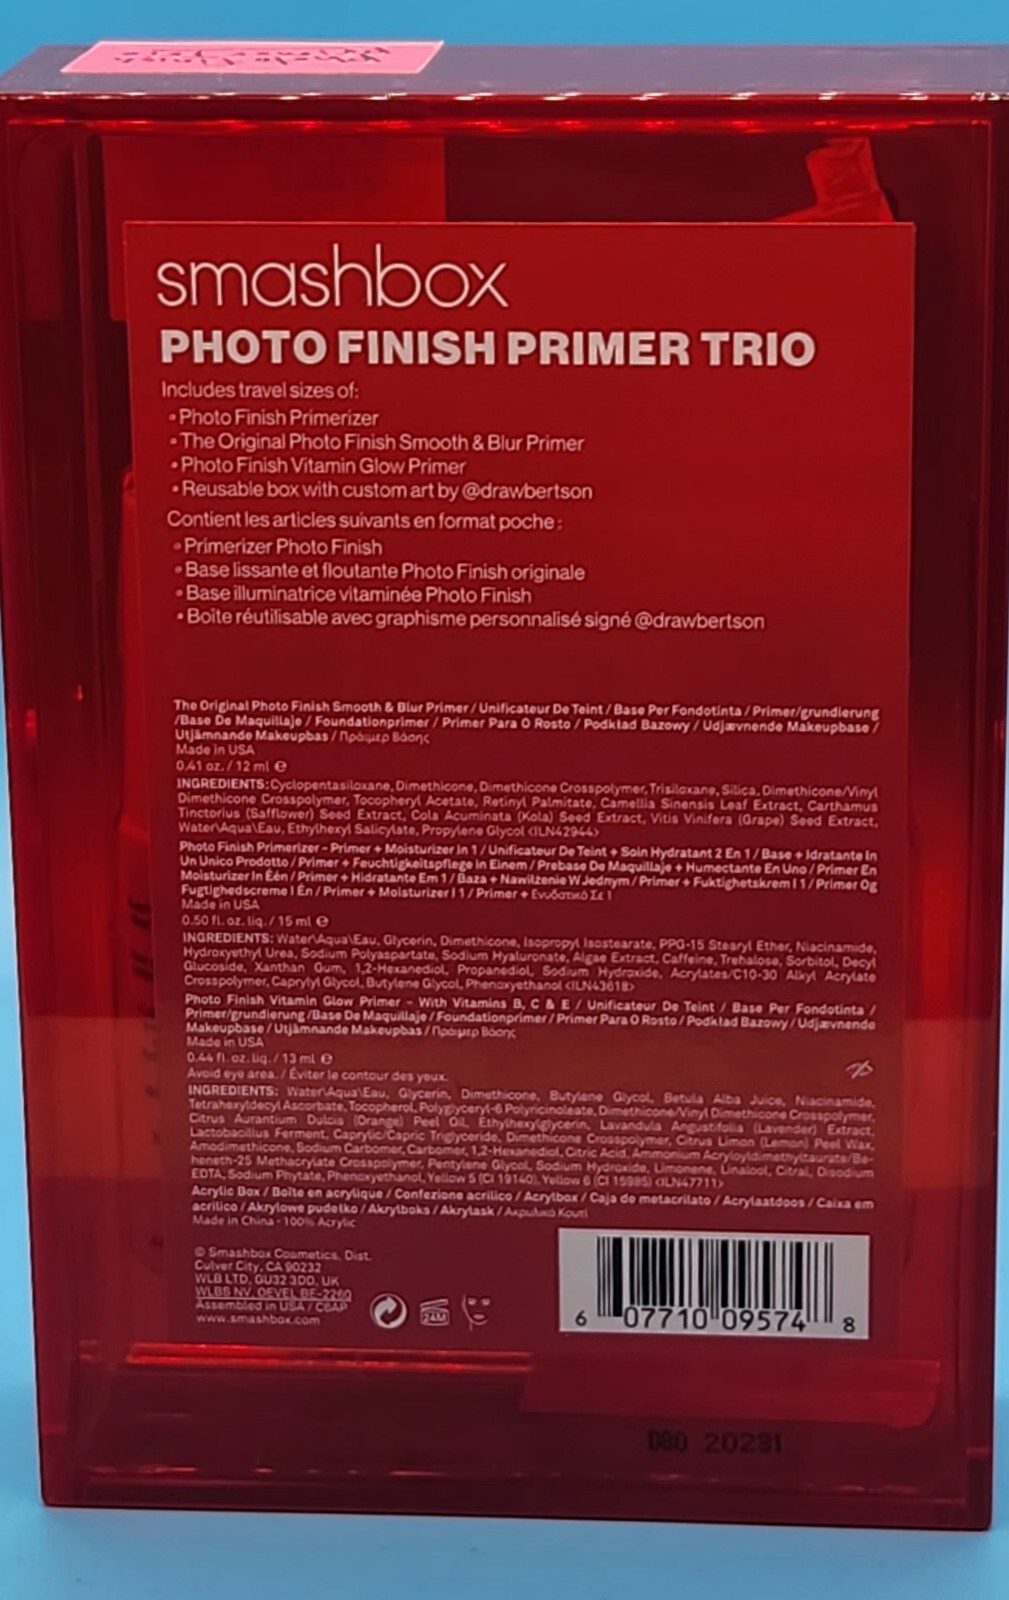 smashbox
PHOTO FINISH PRIMER TRIO
Includes travel sizes of:
• Photo Finish Primerizer
• The Original Photo Finish Smooth & Blur Primer
• Photo Finish Vitamin Glow Primer
• Reusable box with custom art by @drawbertson
Contient les articles suivants en format poche :
• Primerizer Photo Finish
• Base lissante et floutante Photo Finish originale
• Base illuminatrice vitaminée Photo Finish
• Boîte réutilisable avec graphisme personnalisé signé @drawbertson
The Original Photo Finish Smooth & Blur Primer / Unificateur De Teint / Base Per Fondotinta / Primer/grundierung
/Base De Maquillaje / Foundationprimer / Primer Para O Rosto / Podkład Bazowy / Udjævnende Makeupbase /
Utjämnande Makeupbas / Πράιμερ Βάσης
Made in USA
0.41 oz. / 12 ml ℮
INGREDIENTS: Cyclopentasiloxane, Dimethicone, Dimethicone Crosspolymer, Trisiloxane, Silica, Dimethicone/Vinyl
Dimethicone Crosspolymer, Tocopheryl Acetate, Retinyl Palmitate, Camellia Sinensis Leaf Extract, Carthamus
Tinctorius (Safflower) Seed Extract, Cola Acuminata (Kola) Seed Extract, Vitis Vinifera (Grape) Seed Extract,
Water\Aqua\Eau, Ethylhexyl Salicylate, Propylene Glycol <ILN42944>
Photo Finish Primerizer - Primer + Moisturizer in 1 / Unificateur De Teint + Soin Hydratant 2 En 1 / Base + Idratante In
Un Unico Prodotto / Primer + Feuchtigkeitspflege in Einem / Prebase De Maquillaje + Humectante En Uno / Primer En
Moisturizer In Één / Primer + Hidratante Em 1 / Baza + Nawilżenie W Jednym / Primer + Fuktighetskrem I 1 / Primer Og
Fugtighedscreme I Én / Primer + Moisturizer I 1 / Primer + Ενυδατικό Σε 1
Made in USA
0.50 fl. oz. liq. / 15 ml ℮
INGREDIENTS: Water\Aqua\Eau, Glycerin, Dimethicone, Isopropyl Isostearate, PPG-15 Stearyl Ether, Niacinamide,
Hydroxyethyl Urea, Sodium Polyaspartate, Sodium Hyaluronate, Algae Extract, Caffeine, Trehalose, Sorbitol, Decyl
Glucoside, Xanthan Gum, 1,2-Hexanediol, Propanediol, Sodium Hydroxide, Acrylates/C10-30 Alkyl Acrylate
Crosspolymer, Caprylyl Glycol, Butylene Glycol, Phenoxyethanol <ILN43618>
Photo Finish Vitamin Glow Primer - With Vitamins B, C & E / Unificateur De Teint / Base Per Fondotinta /
Primer/grundierung /Base De Maquillaje / Foundationprimer / Primer Para O Rosto / Podkład Bazowy / Udjævnende
Makeupbase / Utjämnande Makeupbas / Πράιμερ Βάσης
Made in USA
0.44 fl. oz. liq. / 13 ml ℮
Avoid eye area. / Éviter le contour des yeux.
INGREDIENTS: Water\Aqua\Eau, Glycerin, Dimethicone, Butylene Glycol, Betula Alba Juice, Niacinamide,
Tetrahexyldecyl Ascorbate, Tocopherol, Polyglyceryl-6 Polyricinoleate, Dimethicone/Vinyl Dimethicone Crosspolymer,
Citrus Aurantium Dulcis (Orange) Peel Oil, Ethylhexylglycerin, Lavandula Angustifolia (Lavender) Extract,
Lactobacillus Ferment, Caprylic/Capric Triglyceride, Dimethicone Crosspolymer, Citrus Limon (Lemon) Peel Wax,
Amodimethicone, Sodium Carbomer, Carbomer, 1,2-Hexanediol, Citric Acid, Ammonium Acryloyldimethyltaurate/Be-
heneth-25 Methacrylate Crosspolymer, Pentylene Glycol, Sodium Hydroxide, Limonene, Linalool, Citral, Disodium
EDTA, Sodium Phytate, Phenoxyethanol, Yellow 5 (CI 19140), Yellow 6 (CI 15985) <ILN47711>
Acrylic Box / Boîte en acrylique / Confezione acrilico / Acrylbox / Caja de metacrilato / Acrylaatdoos / Caixa em
acrílico / Akrylowe pudełko / Akrylboks / Akrylask / Ακρυλικό Κουτί
Made in China - 100% Acrylic
© Smashbox Cosmetics, Dist.
Culver City, CA 90232
WLB LTD, GU32 3DD, UK
WLBS NV, OEVEL BE-2260
Assembled in USA / C6AP
www.smashbox.com
24M
6 07710 09574 8
20231